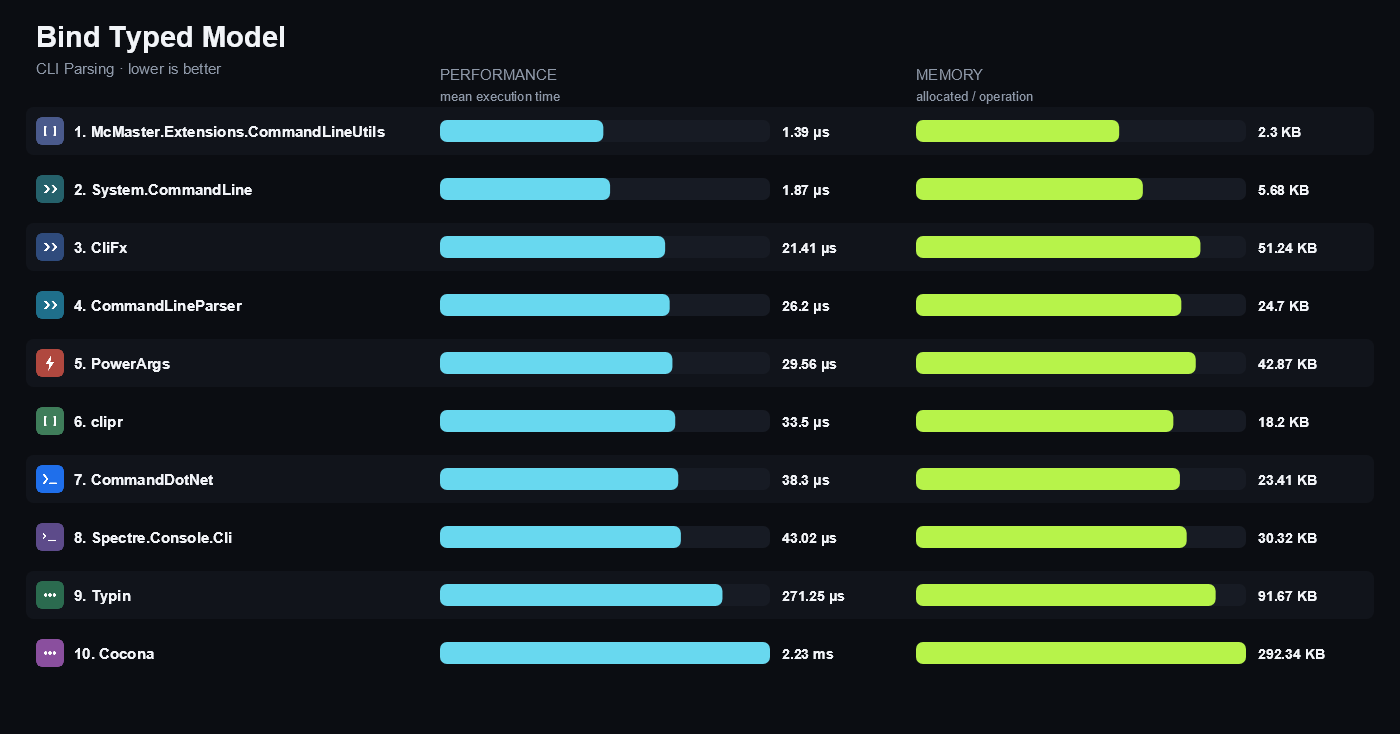 Bind Typed Model
CLI Parsing · lower is better
PERFORMANCE
mean execution time
MEMORY
allocated / operation
1. McMaster.Extensions.CommandLineUtils 1.39 µs 2.3 KB
2. System.CommandLine 1.87 µs 5.68 KB
3. CliFx 21.41 µs 51.24 KB
4. CommandLineParser 26.2 µs 24.7 KB
5. PowerArgs 29.56 µs 42.87 KB
6. clipr 33.5 µs 18.2 KB
7. CommandDotNet 38.3 µs 23.41 KB
8. Spectre.Console.Cli 43.02 µs 30.32 KB
9. Typin 271.25 µs 91.67 KB
10. Cocona 2.23 ms 292.34 KB